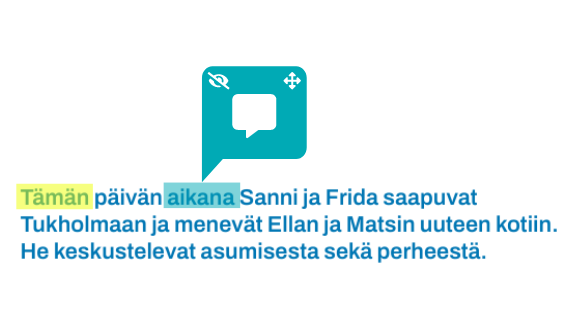 Tämän päivän aikana Sanni ja Frida saapuvat
Tukholmaan ja menevät Ellan ja Matsin uuteen kotiin.
He keskustelevat asumisesta sekä perheestä.